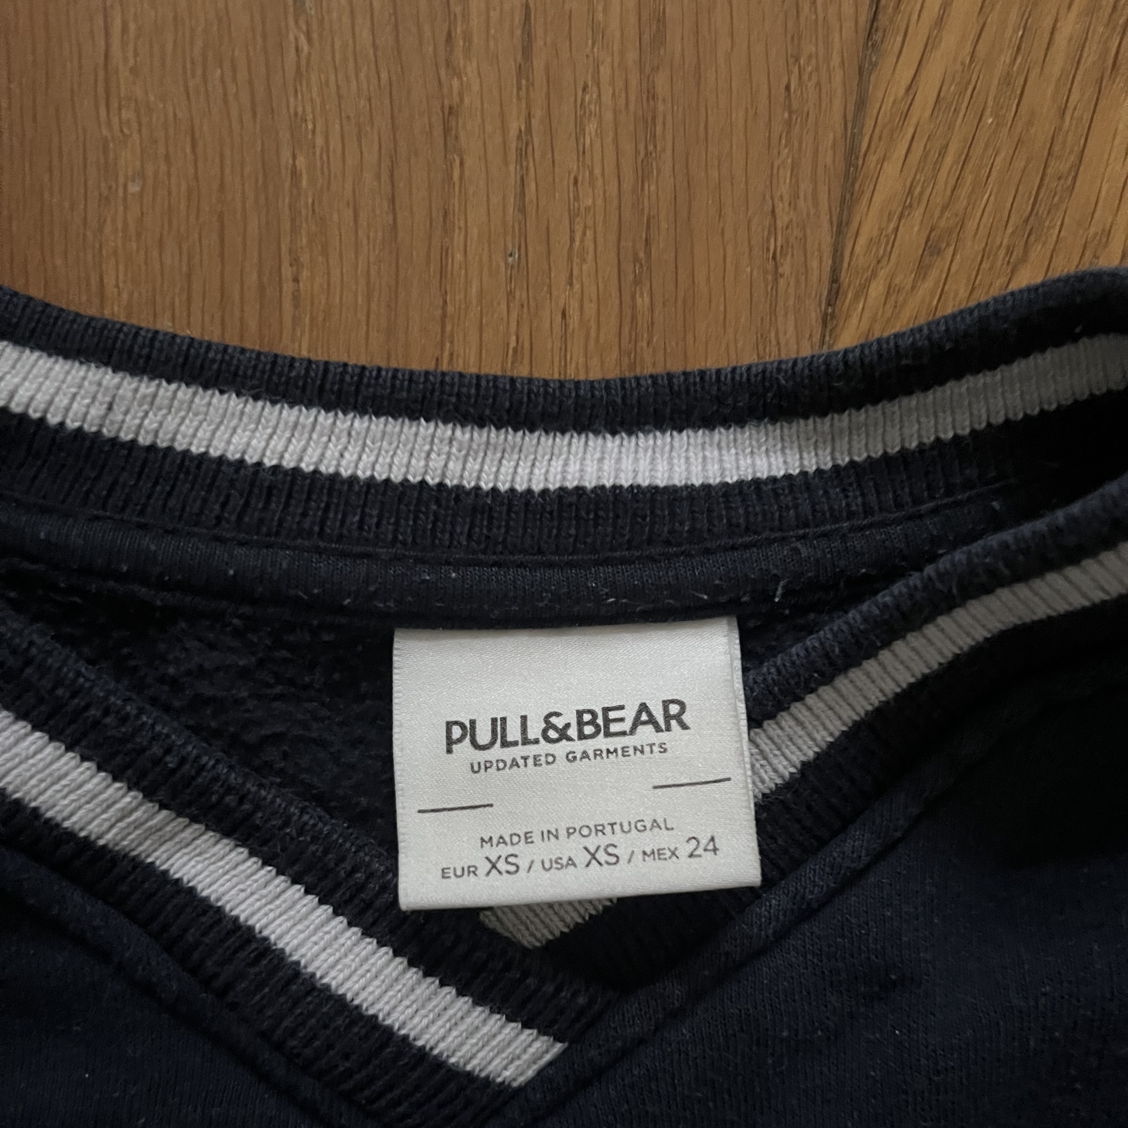 PULL&BEAR
UPDATED GARMENTS
MADE IN PORTUGAL
EUR XS / USA XS / MEX 24